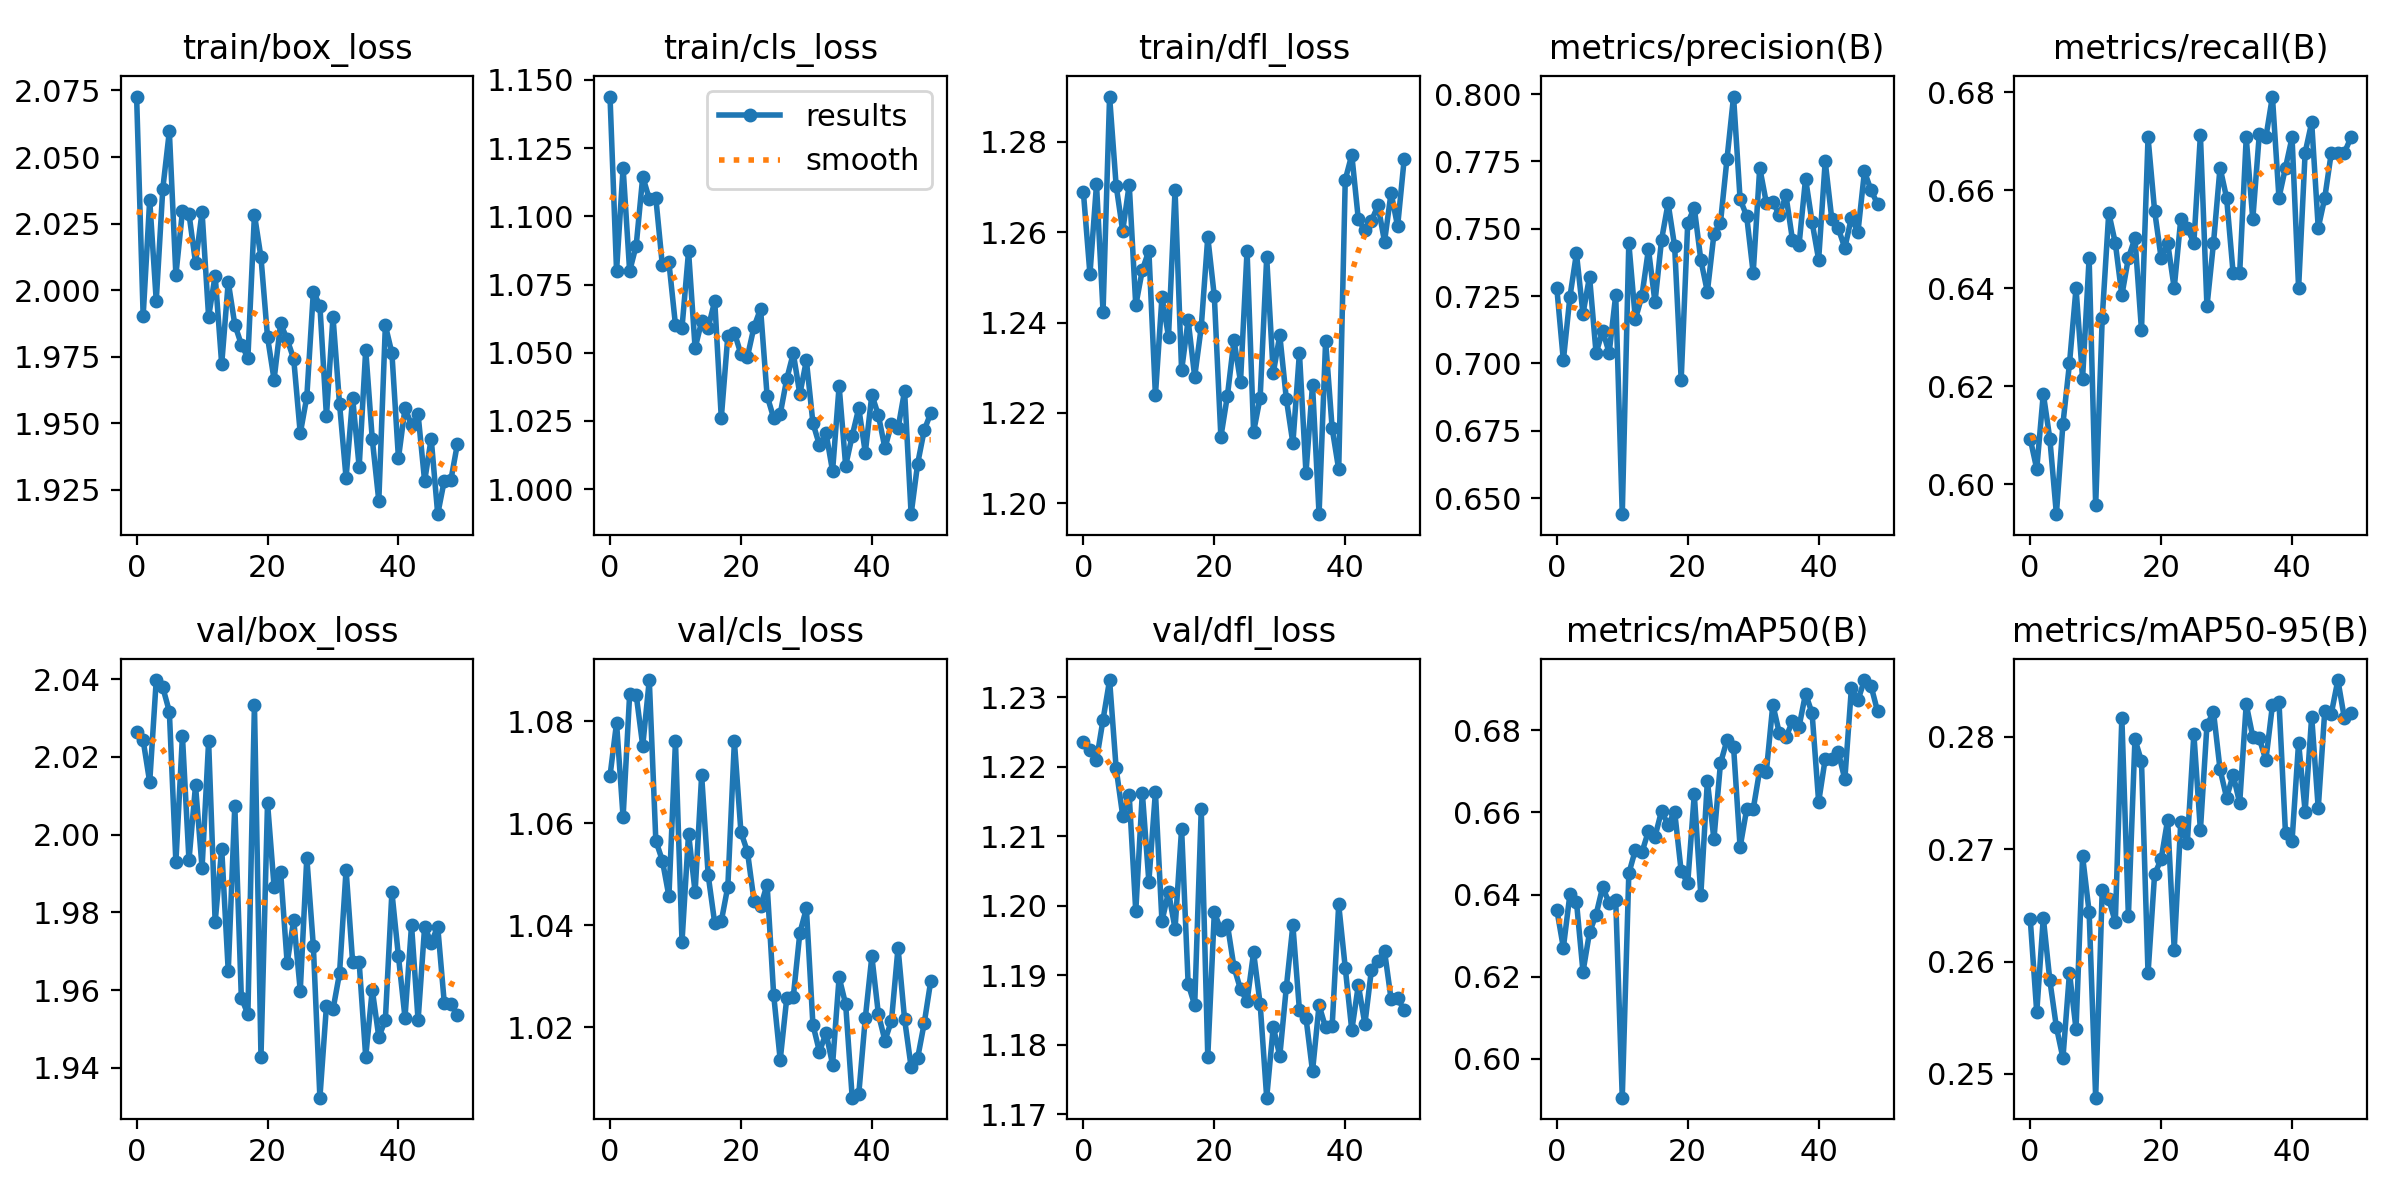 train/box_loss
train/cls_loss
train/dfl_loss
metrics/precision(B)
metrics/recall(B)
2.075
2.050
2.025
2.000
1.975
1.950
1.925
0 20 40
1.150
1.125
1.100
1.075
1.050
1.025
1.000
results
smooth
0 20 40
1.28
1.26
1.24
1.22
1.20
0 20 40
0.800
0.775
0.750
0.725
0.700
0.675
0.650
0 20 40
0.68
0.66
0.64
0.62
0.60
0 20 40
val/box_loss
val/cls_loss
val/dfl_loss
metrics/mAP50(B)
metrics/mAP50-95(B)
2.04
2.02
2.00
1.98
1.96
1.94
0 20 40
1.08
1.06
1.04
1.02
0 20 40
1.23
1.22
1.21
1.20
1.19
1.18
1.17
0 20 40
0.68
0.66
0.64
0.62
0.60
0 20 40
0.28
0.27
0.26
0.25
0 20 40